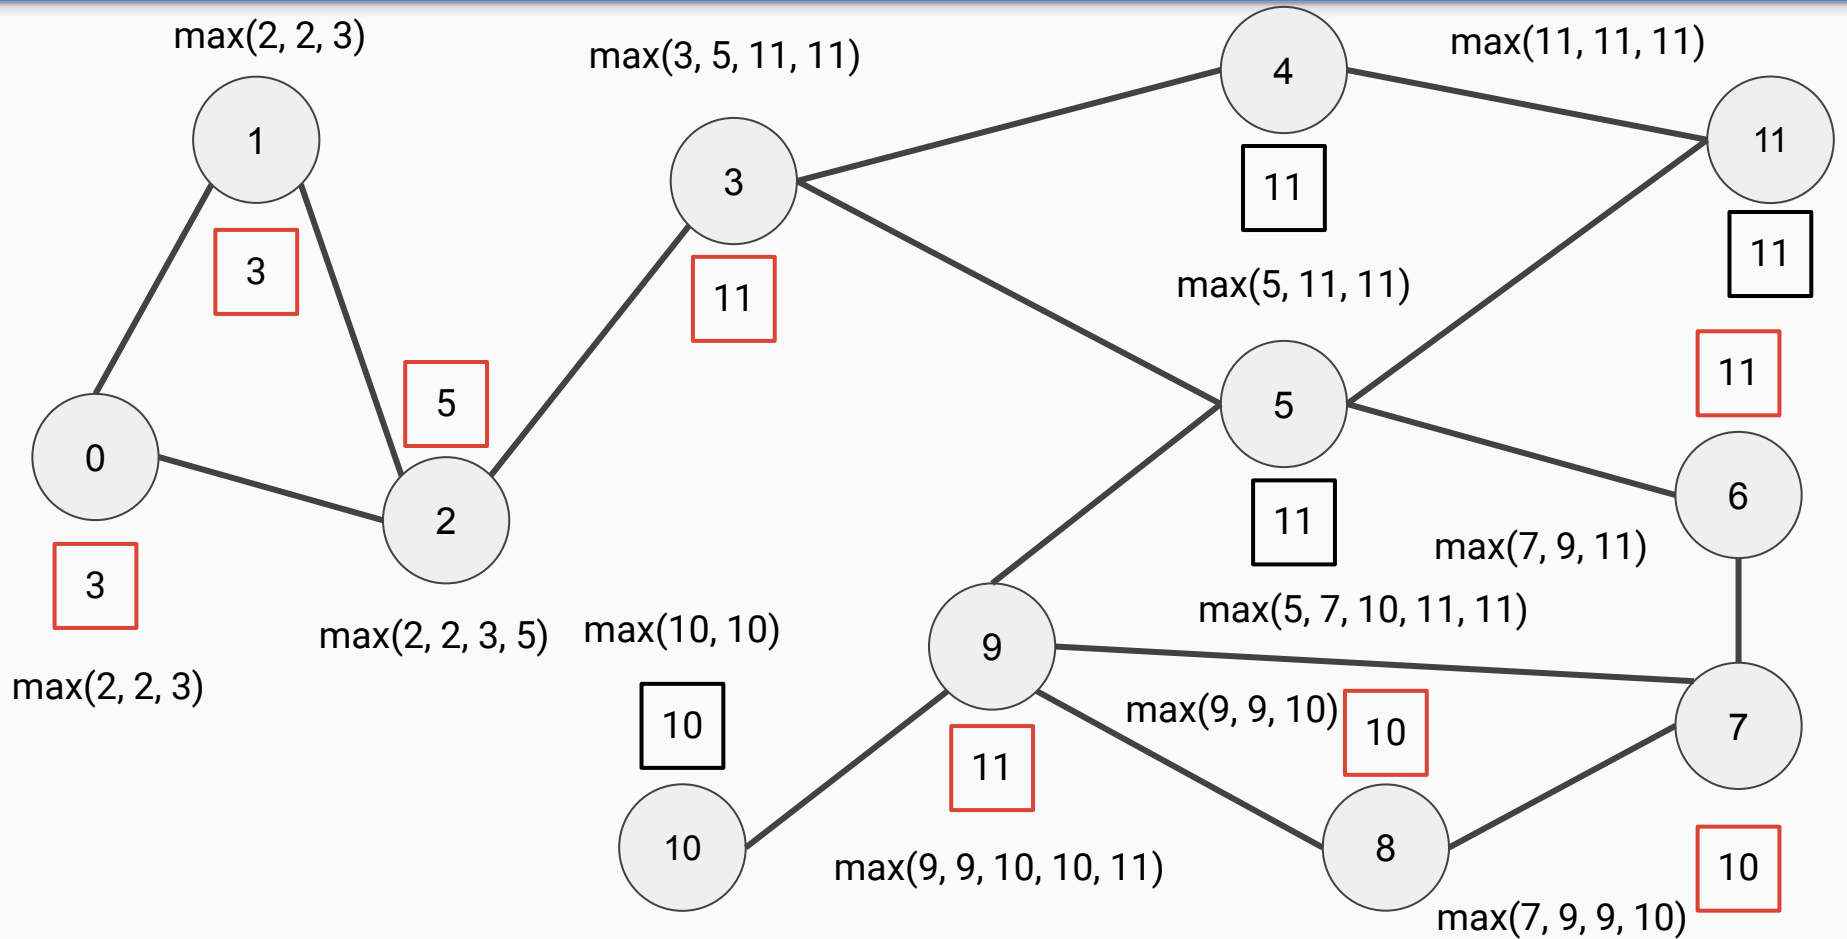 max(2, 2, 3)
1
3
max(3, 5, 11, 11)
3
11
4
11
max(11, 11, 11)
11
11
max(5, 11, 11)
5
11
11
6
max(7, 9, 11)
0
3
max(2, 2, 3)
5
2
max(2, 2, 3, 5)
max(10, 10)
10
10
9
11
max(5, 7, 10, 11, 11)
max(9, 9, 10)
10
8
7
10
max(9, 9, 10, 10, 11)
max(7, 9, 9, 10)